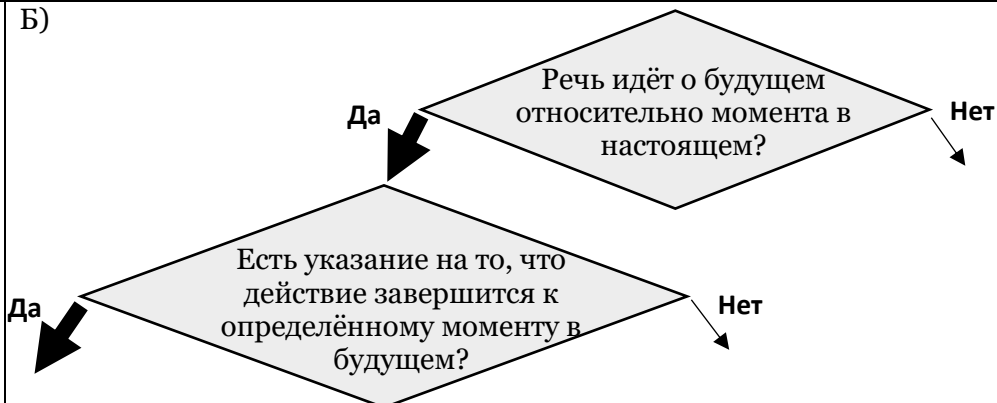 Б)
Речь идёт о будущем
относительно момента в
настоящем?
Да
Нет
Есть указание на то, что
действие завершится к
определённому моменту в
будущем?
Да
Нет